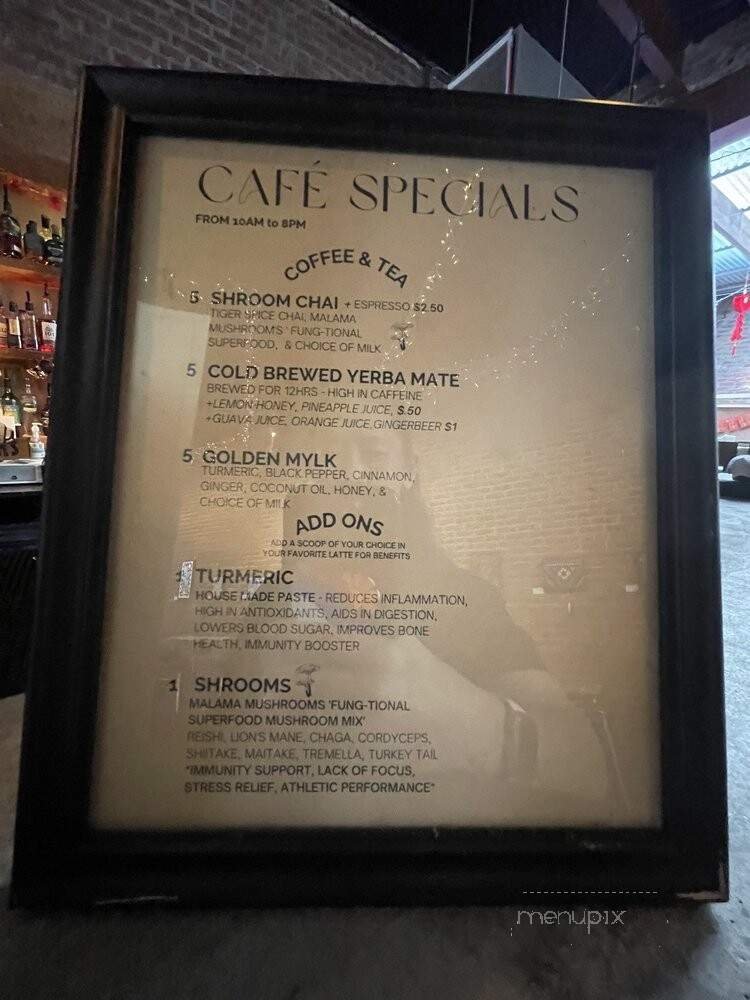 CAFÉ SPECIALS
FROM 10AM to 8PM
COFFEE & TEA
5 SHROOM CHAI + ESPRESSO $2.50
TIGER SPICE CHAI, MALAMA
MUSHROOM'S 'FUNG-TIONAL
SUPERFOOD, & CHOICE OF MILK
5 COLD BREWED YERBA MATE
BREWED FOR 12HRS - HIGH IN CAFFEINE
+LEMON HONEY, PINEAPPLE JUICE, $.50
+GUAVA JUICE, ORANGE JUICE,GINGERBEER $1
5 GOLDEN MYLK
TURMERIC, BLACK PEPPER, CINNAMON,
GINGER, COCONUT OIL, HONEY, &
CHOICE OF MILK
ADD ONS
ADD A SCOOP OF YOUR CHOICE IN
YOUR FAVORITE LATTE FOR BENEFITS
1 TURMERIC
HOUSE MADE PASTE - REDUCES INFLAMMATION,
HIGH IN ANTIOXIDANTS, AIDS IN DIGESTION,
LOWERS BLOOD SUGAR, IMPROVES BONE
HEALTH, IMMUNITY BOOSTER
1 SHROOMS
MALAMA MUSHROOMS 'FUNG-TIONAL
SUPERFOOD MUSHROOM MIX'
REISHI, LION'S MANE, CHAGA, CORDYCEPS,
SHIITAKE, MAITAKE, TREMELLA, TURKEY TAIL
"IMMUNITY SUPPORT, LACK OF FOCUS,
STRESS RELIEF, ATHLETIC PERFORMANCE"
menupix